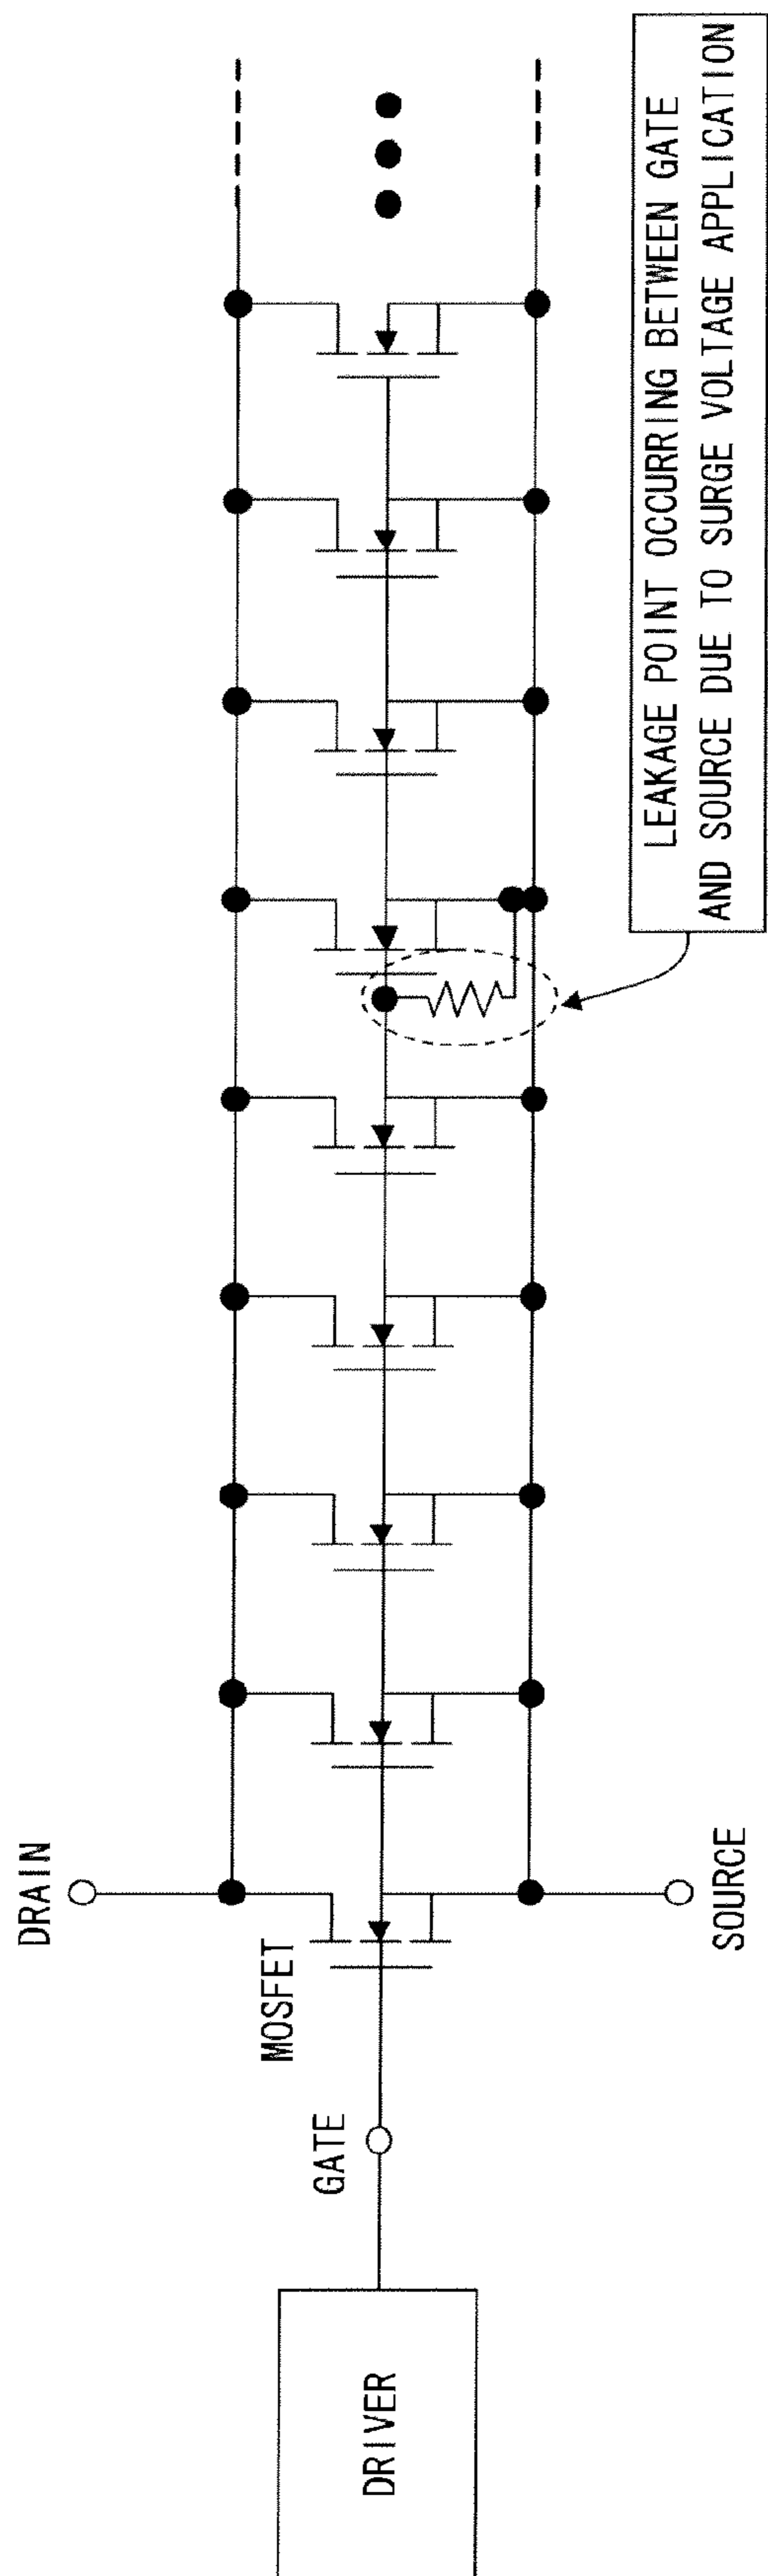 DRAIN
MOSFET
GATE
DRIVER
SOURCE
LEAKAGE POINT OCCURRING BETWEEN GATE
AND SOURCE DUE TO SURGE VOLTAGE APPLICATION